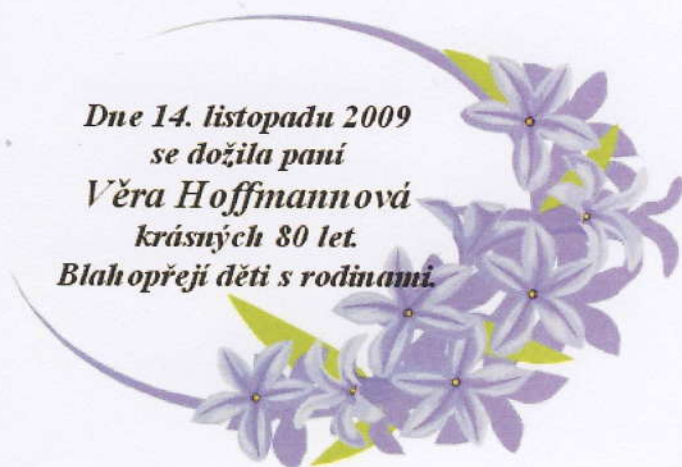 Dne 14. listopadu 2009
se dožila paní
Věra Hoffmannová
krásných 80 let.
Blahopřejí děti s rodinami.